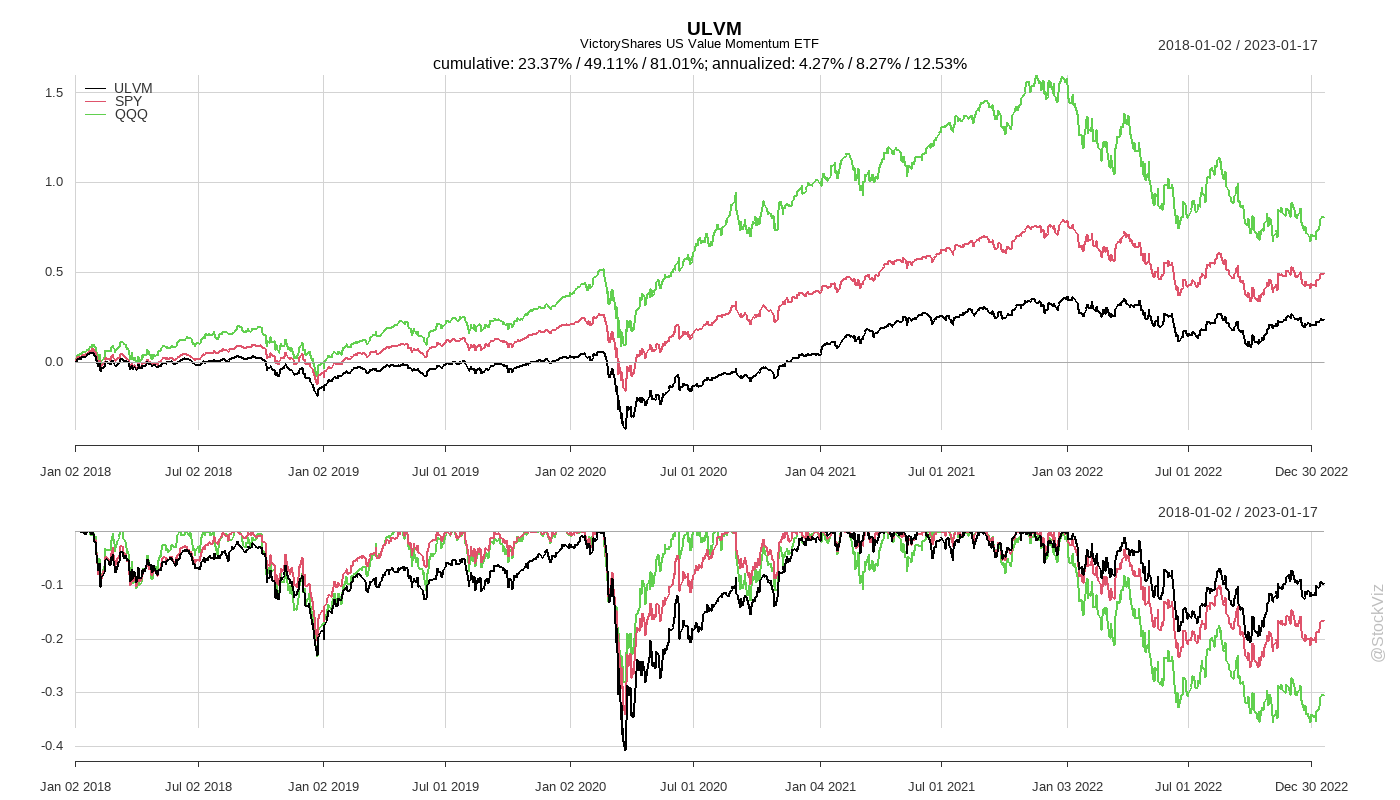 ULVM
VictoryShares US Value Momentum ETF
2018-01-02 / 2023-01-17
cumulative: 23.37% / 49.11% / 81.01%; annualized: 4.27% / 8.27% / 12.53%
ULVM
SPY
QQQ
1.5
1.0
0.5
0.0
Jan 02 2018 Jul 02 2018 Jan 02 2019 Jul 01 2019 Jan 02 2020 Jul 01 2020 Jan 04 2021 Jul 01 2021 Jan 03 2022 Jul 01 2022 Dec 30 2022
2018-01-02 / 2023-01-17
-0.1
-0.2
-0.3
-0.4
Jan 02 2018 Jul 02 2018 Jan 02 2019 Jul 01 2019 Jan 02 2020 Jul 01 2020 Jan 04 2021 Jul 01 2021 Jan 03 2022 Jul 01 2022 Dec 30 2022
@StockViz